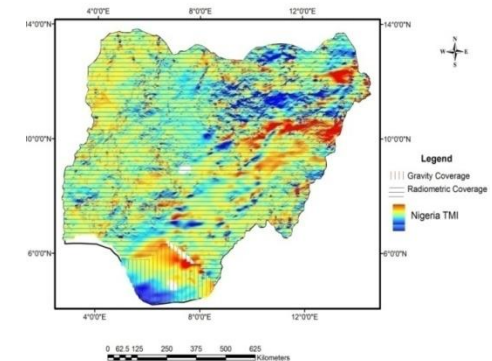 4°0'0"E 8°0'0"E 12°0'0"E
14°0'0"N 14°0'0"N
N
W E
S
10°0'0"N 10°0'0"N
Legend
Gravity Coverage
Radiometric Coverage
Nigeria TMI
6°0'0"N 6°0'0"N
4°0'0"E 8°0'0"E 12°0'0"E
0 62.5 125 250 375 500 625
Kilometers